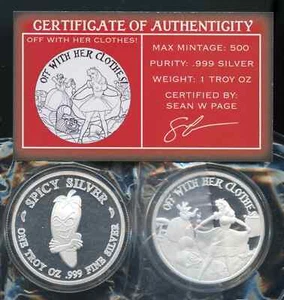 CERTIFICATE OF AUTHENTICITY
OFF WITH HER CLOTHES!
OFF WITH HER CLOTHES!
MAX MINTAGE: 500
PURITY: .999 SILVER
WEIGHT: 1 TROY OZ
CERTIFIED BY:
SEAN W PAGE
SPICY SILVER
ONE TROY OZ .999 FINE SILVER
OFF WITH HER CLOTHES!